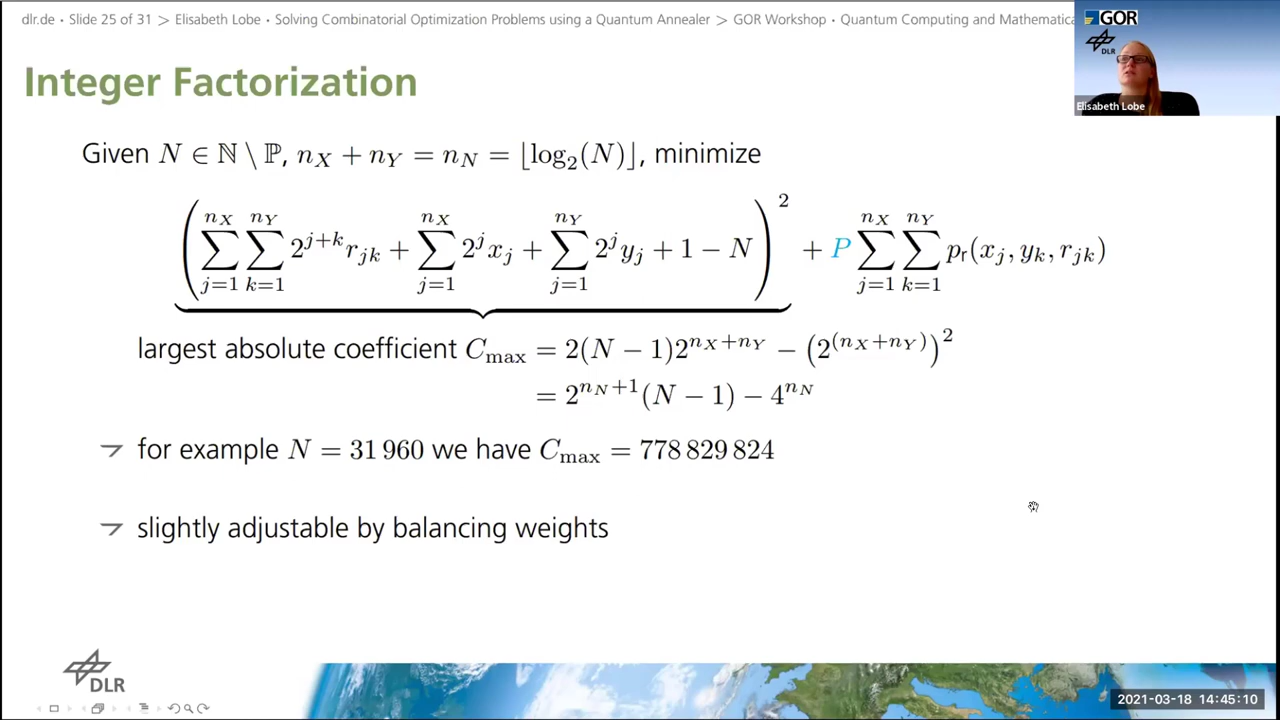 dlr.de • Slide 25 of 31 > Elisabeth Lobe • Solving Combinatorial Optimization Problems using a Quantum Annealer > GOR Workshop • Quantum Computing and Mathematica
GOR
DLR
Elisabeth Lobe
Integer Factorization
Given N ∈ ℕ \ ℙ, n_X + n_Y = n_N = ⌊log₂(N)⌋, minimize
(∑_{j=1}^{n_X} ∑_{k=1}^{n_Y} 2^{j+k} r_{jk} + ∑_{j=1}^{n_X} 2^j x_j + ∑_{j=1}^{n_Y} 2^j y_j + 1 − N)² + P ∑_{j=1}^{n_X} ∑_{k=1}^{n_Y} p_r(x_j, y_k, r_{jk})
largest absolute coefficient C_max = 2(N − 1)2^{n_X+n_Y} − (2^{(n_X+n_Y)})²
= 2^{n_N+1}(N − 1) − 4^{n_N}
for example N = 31 960 we have C_max = 778 829 824
slightly adjustable by balancing weights
DLR
2021-03-18 14:45:10